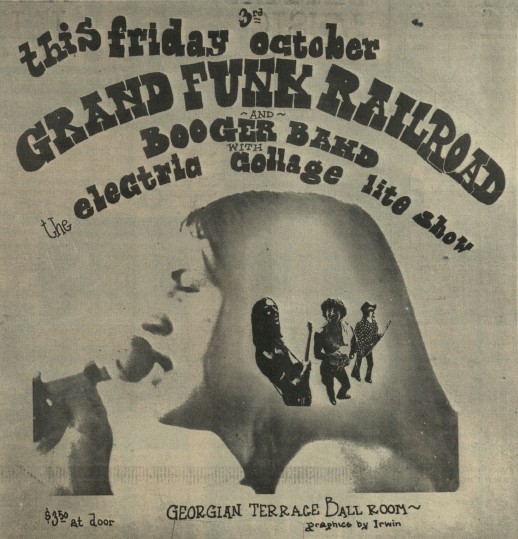 this friday october 3rd
GRAND FUNK RAILROAD
~AND~
BOOGER BAND
WITH
the electric collage lite show
$3.50 at door
GEORGIAN TERRACE BALL ROOM~
graphics by Irwin